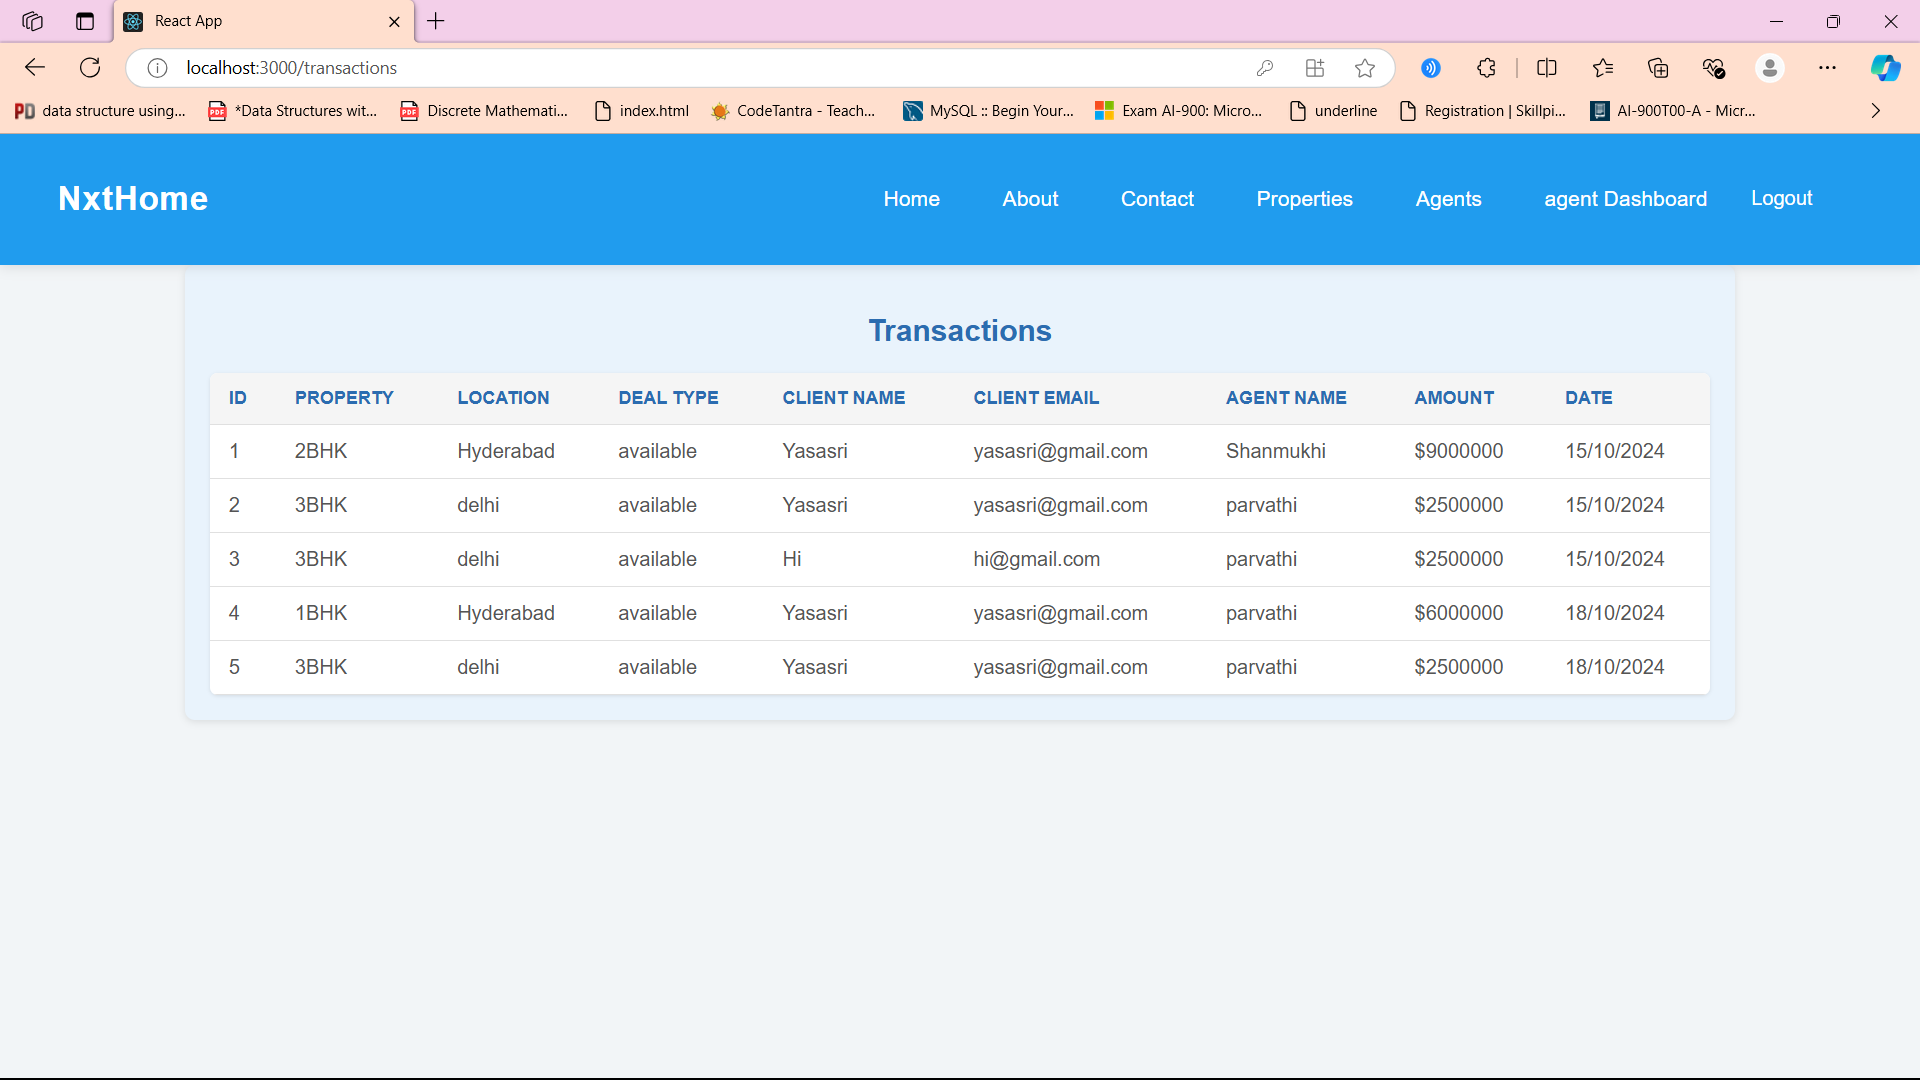 React App
localhost:3000/transactions
data structure using... *Data Structures wit... Discrete Mathemati... index.html CodeTantra - Teach... MySQL :: Begin Your... Exam AI-900: Micro... underline Registration | Skillpi... AI-900T00-A - Micr...
NxtHome Home About Contact Properties Agents agent Dashboard Logout
Transactions
ID PROPERTY LOCATION DEAL TYPE CLIENT NAME CLIENT EMAIL AGENT NAME AMOUNT DATE
1 2BHK Hyderabad available Yasasri yasasri@gmail.com Shanmukhi $9000000 15/10/2024
2 3BHK delhi available Yasasri yasasri@gmail.com parvathi $2500000 15/10/2024
3 3BHK delhi available Hi hi@gmail.com parvathi $2500000 15/10/2024
4 1BHK Hyderabad available Yasasri yasasri@gmail.com parvathi $6000000 18/10/2024
5 3BHK delhi available Yasasri yasasri@gmail.com parvathi $2500000 18/10/2024